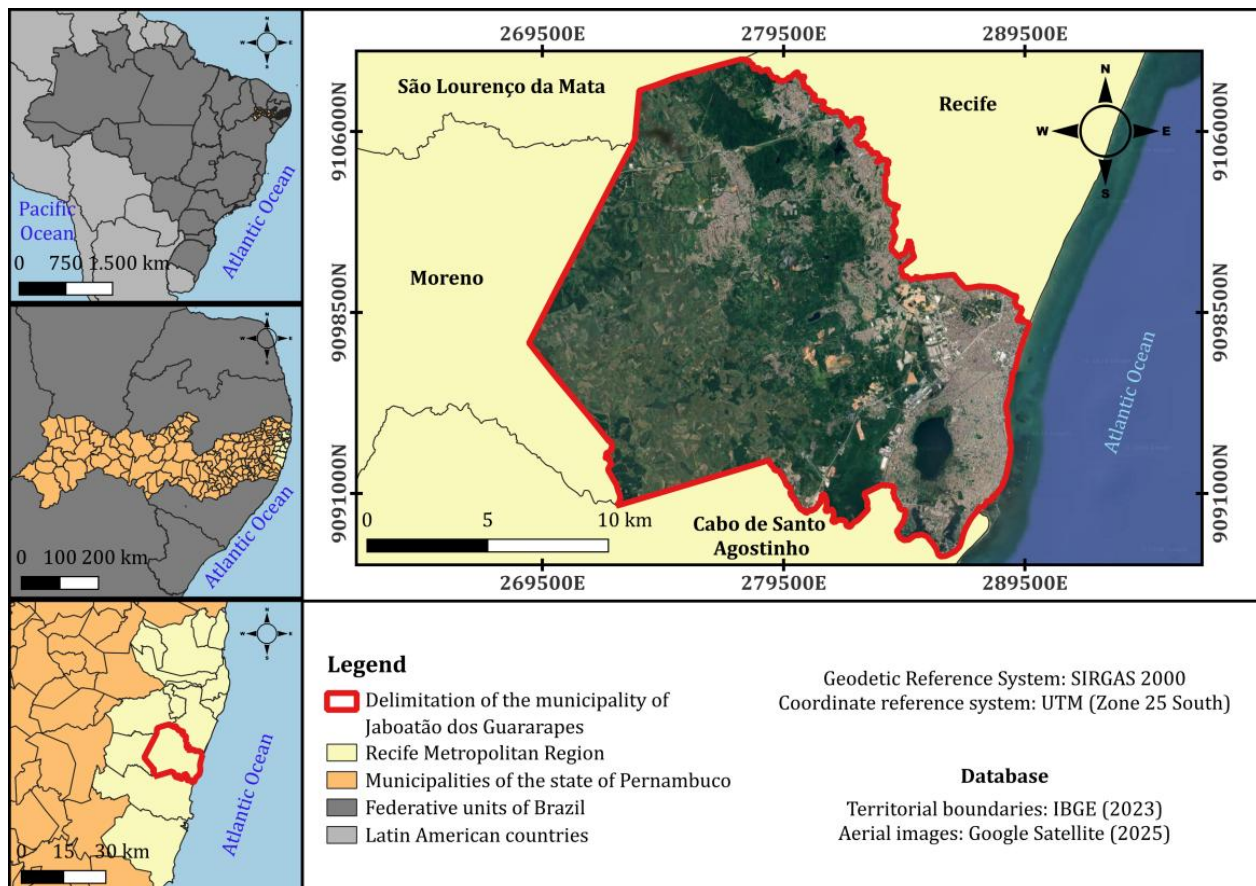 Pacific
Ocean
Atlantic Ocean
0 750 1.500 km
N
W E
S
Atlantic Ocean
0 100 200 km
N
W E
S
Atlantic Ocean
0 15 30 km
N
W E
S
269500E 279500E 289500E
9106000N
9098500N
9091000N
São Lourenço da Mata
Recife
N
W E
S
Moreno
Atlantic Ocean
Cabo de Santo
Agostinho
0 5 10 km
9106000N
9098500N
9091000N
269500E 279500E 289500E
Legend
Delimitation of the municipality of
Jaboatão dos Guararapes
Recife Metropolitan Region
Municipalities of the state of Pernambuco
Federative units of Brazil
Latin American countries
Geodetic Reference System: SIRGAS 2000
Coordinate reference system: UTM (Zone 25 South)
Database
Territorial boundaries: IBGE (2023)
Aerial images: Google Satellite (2025)